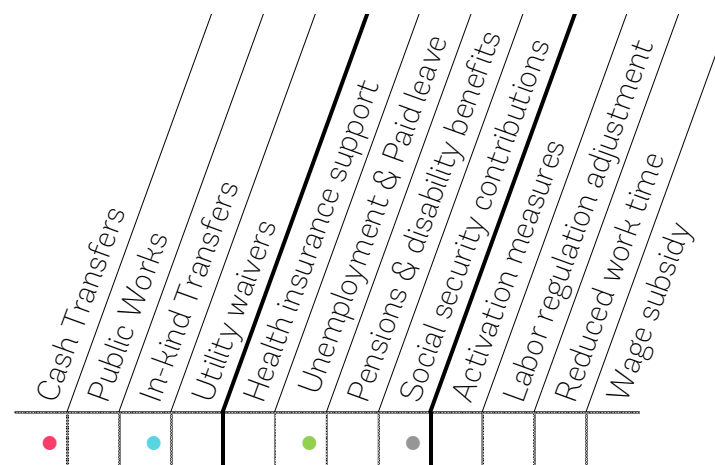 Cash Transfers
Public Works
In-kind Transfers
Utility waivers
Health insurance support
Unemployment & Paid leave
Pensions & disability benefits
Social security contributions
Activation measures
Labor regulation adjustment
Reduced work time
Wage subsidy